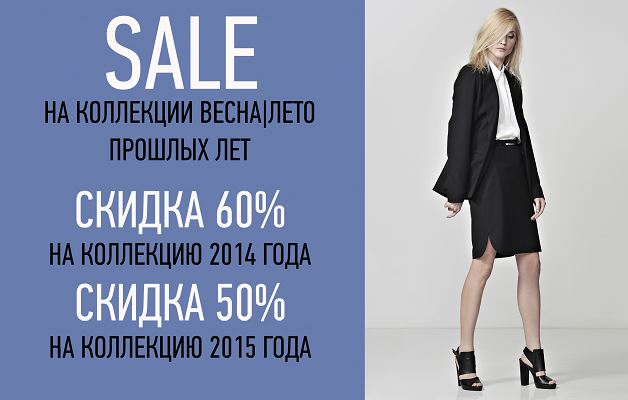 SALE
НА КОЛЛЕКЦИИ ВЕСНА|ЛЕТО
ПРОШЛЫХ ЛЕТ
СКИДКА 60%
НА КОЛЛЕКЦИЮ 2014 ГОДА
СКИДКА 50%
НА КОЛЛЕКЦИЮ 2015 ГОДА